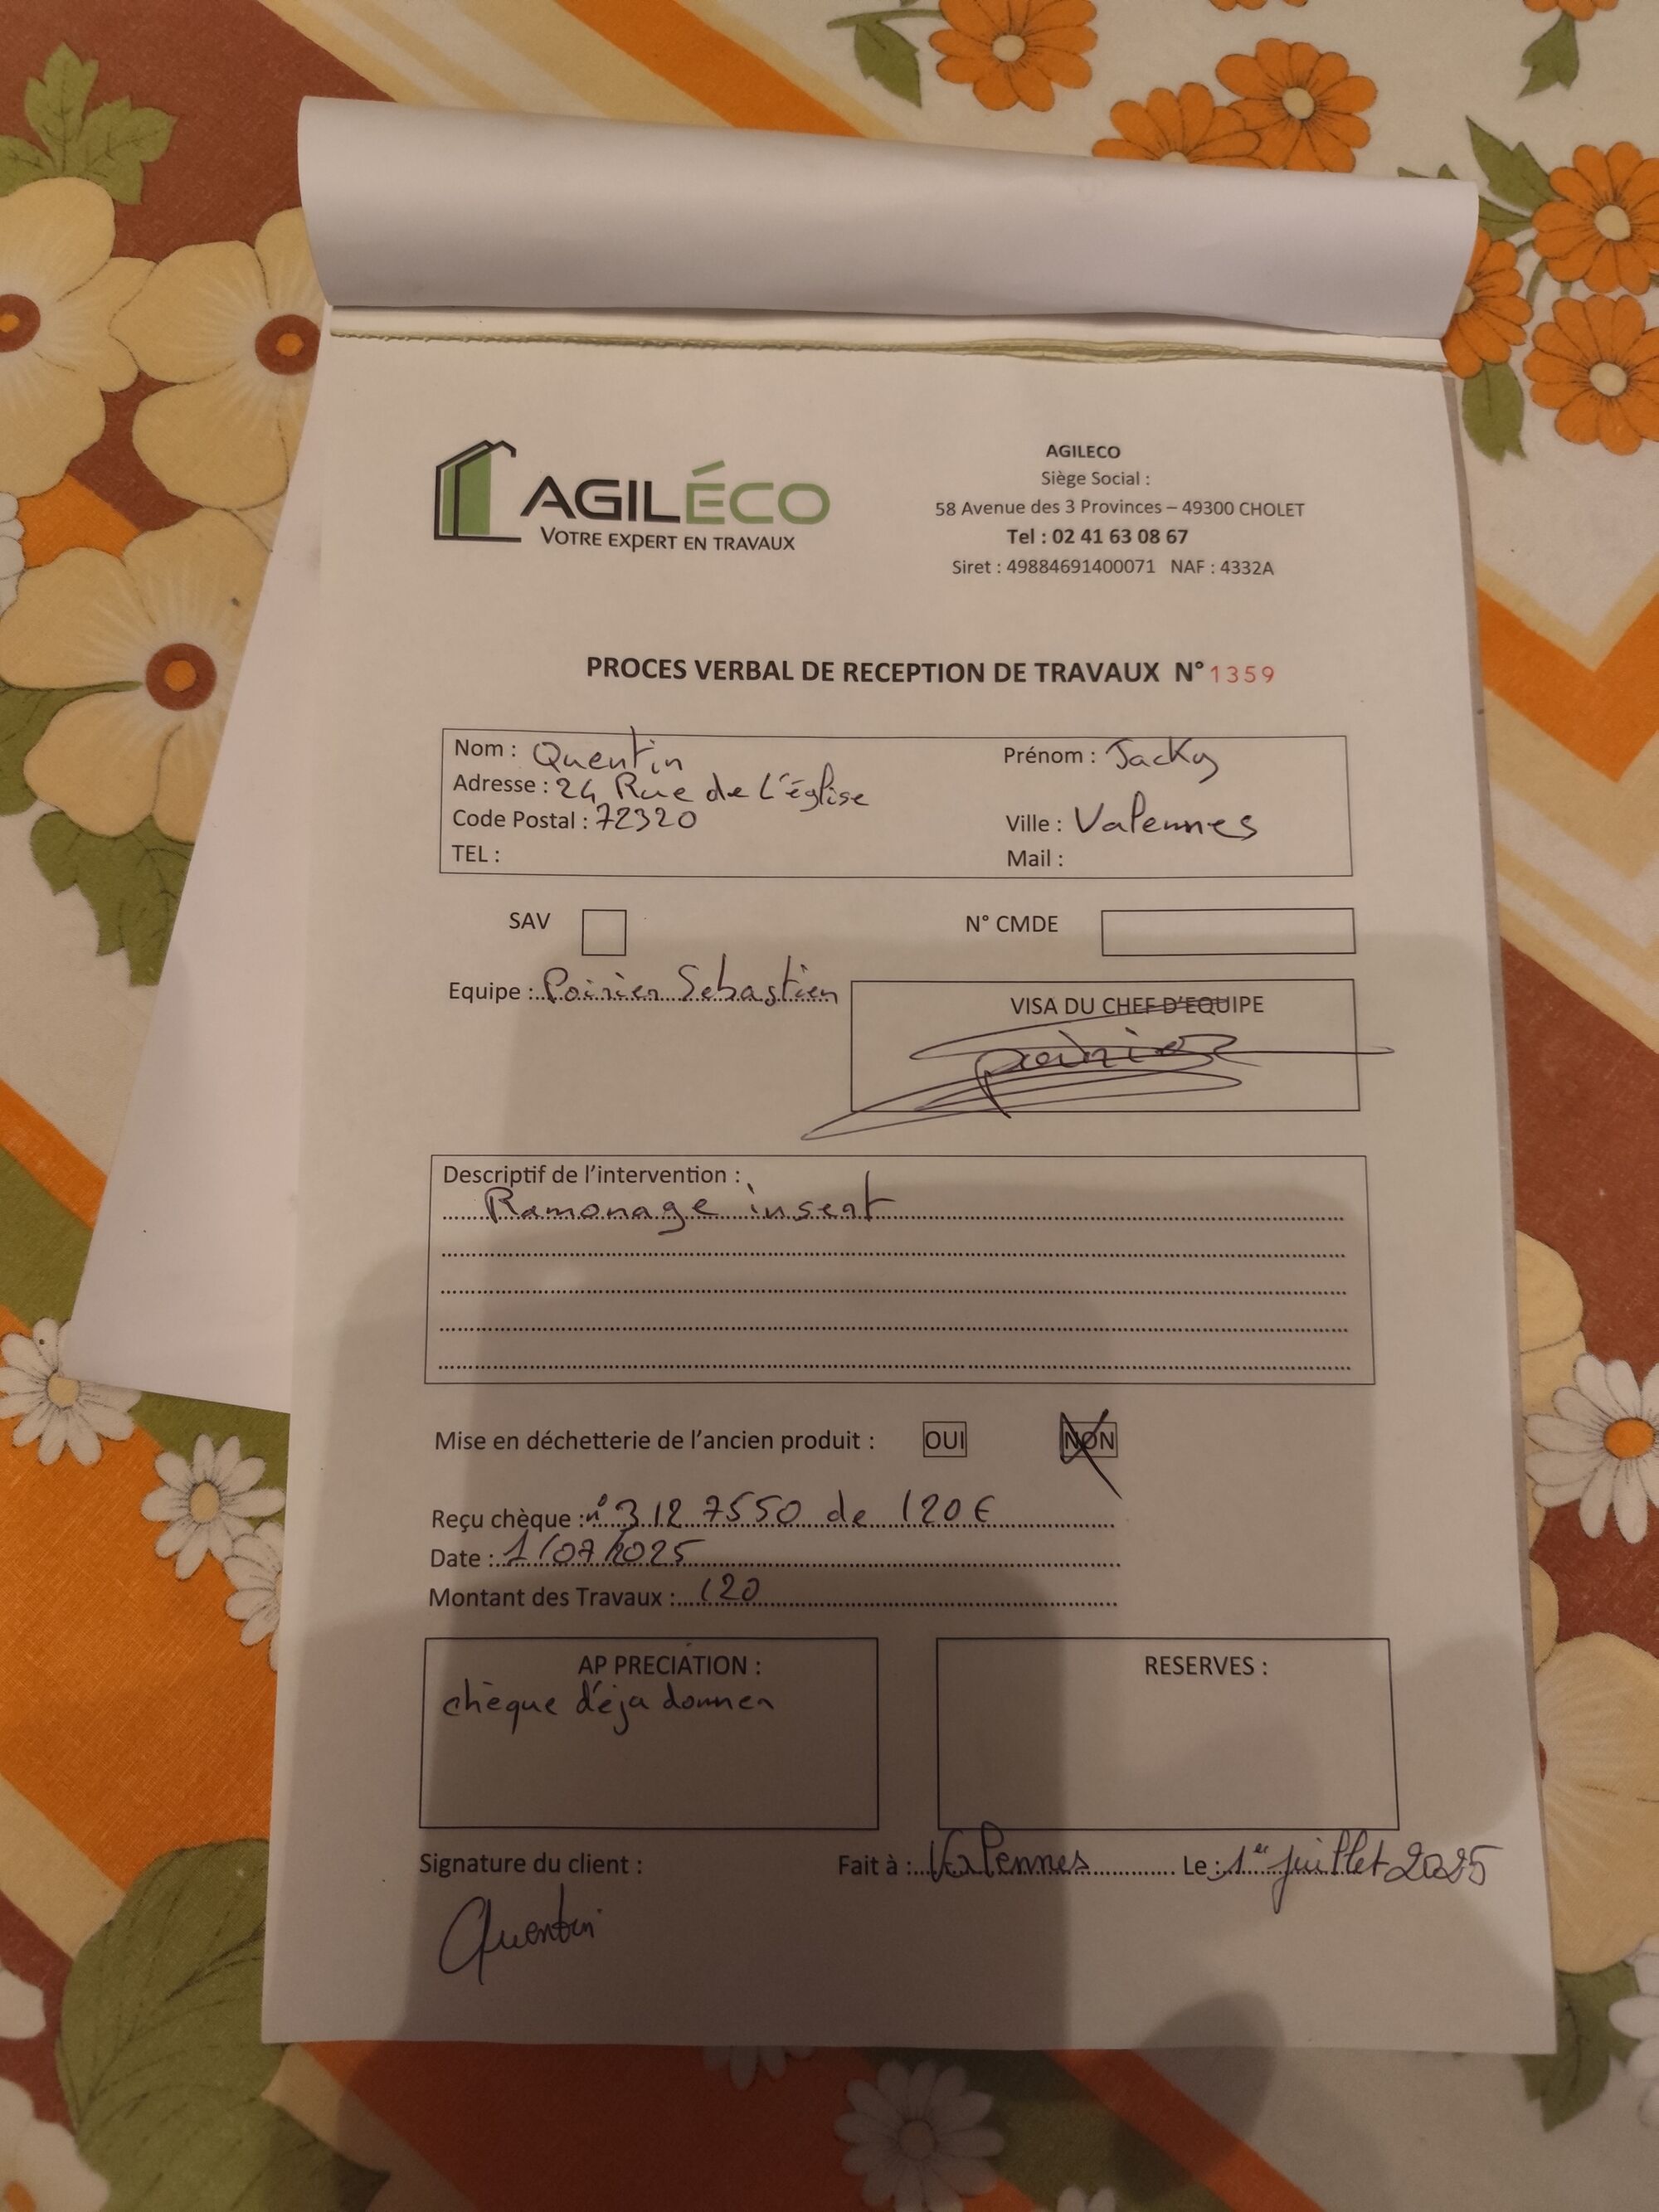 AGILÉCO
VOTRE EXPERT EN TRAVAUX
AGILECO
Siège Social :
58 Avenue des 3 Provinces – 49300 CHOLET
Tel : 02 41 63 08 67
Siret : 49884691400071 NAF : 4332A
PROCES VERBAL DE RECEPTION DE TRAVAUX N° 1359
Nom : Quentin Prénom : Jacky
Adresse : 24 Rue de L'église
Code Postal : 72320 Ville : Valennes
TEL : Mail :
SAV N° CMDE
Equipe : Poirier Sebastien
VISA DU CHEF D'EQUIPE
poirier
Descriptif de l'intervention :
Ramonage insert
Mise en déchetterie de l'ancien produit : OUI NON
Reçu chèque : n° 312 7550 de 120€
Date : 1/07/2025
Montant des Travaux : 120
AP PRECIATION : RESERVES :
chèque déja donner
Signature du client : Fait à : Valennes Le : 1er juillet 2025
Quentin